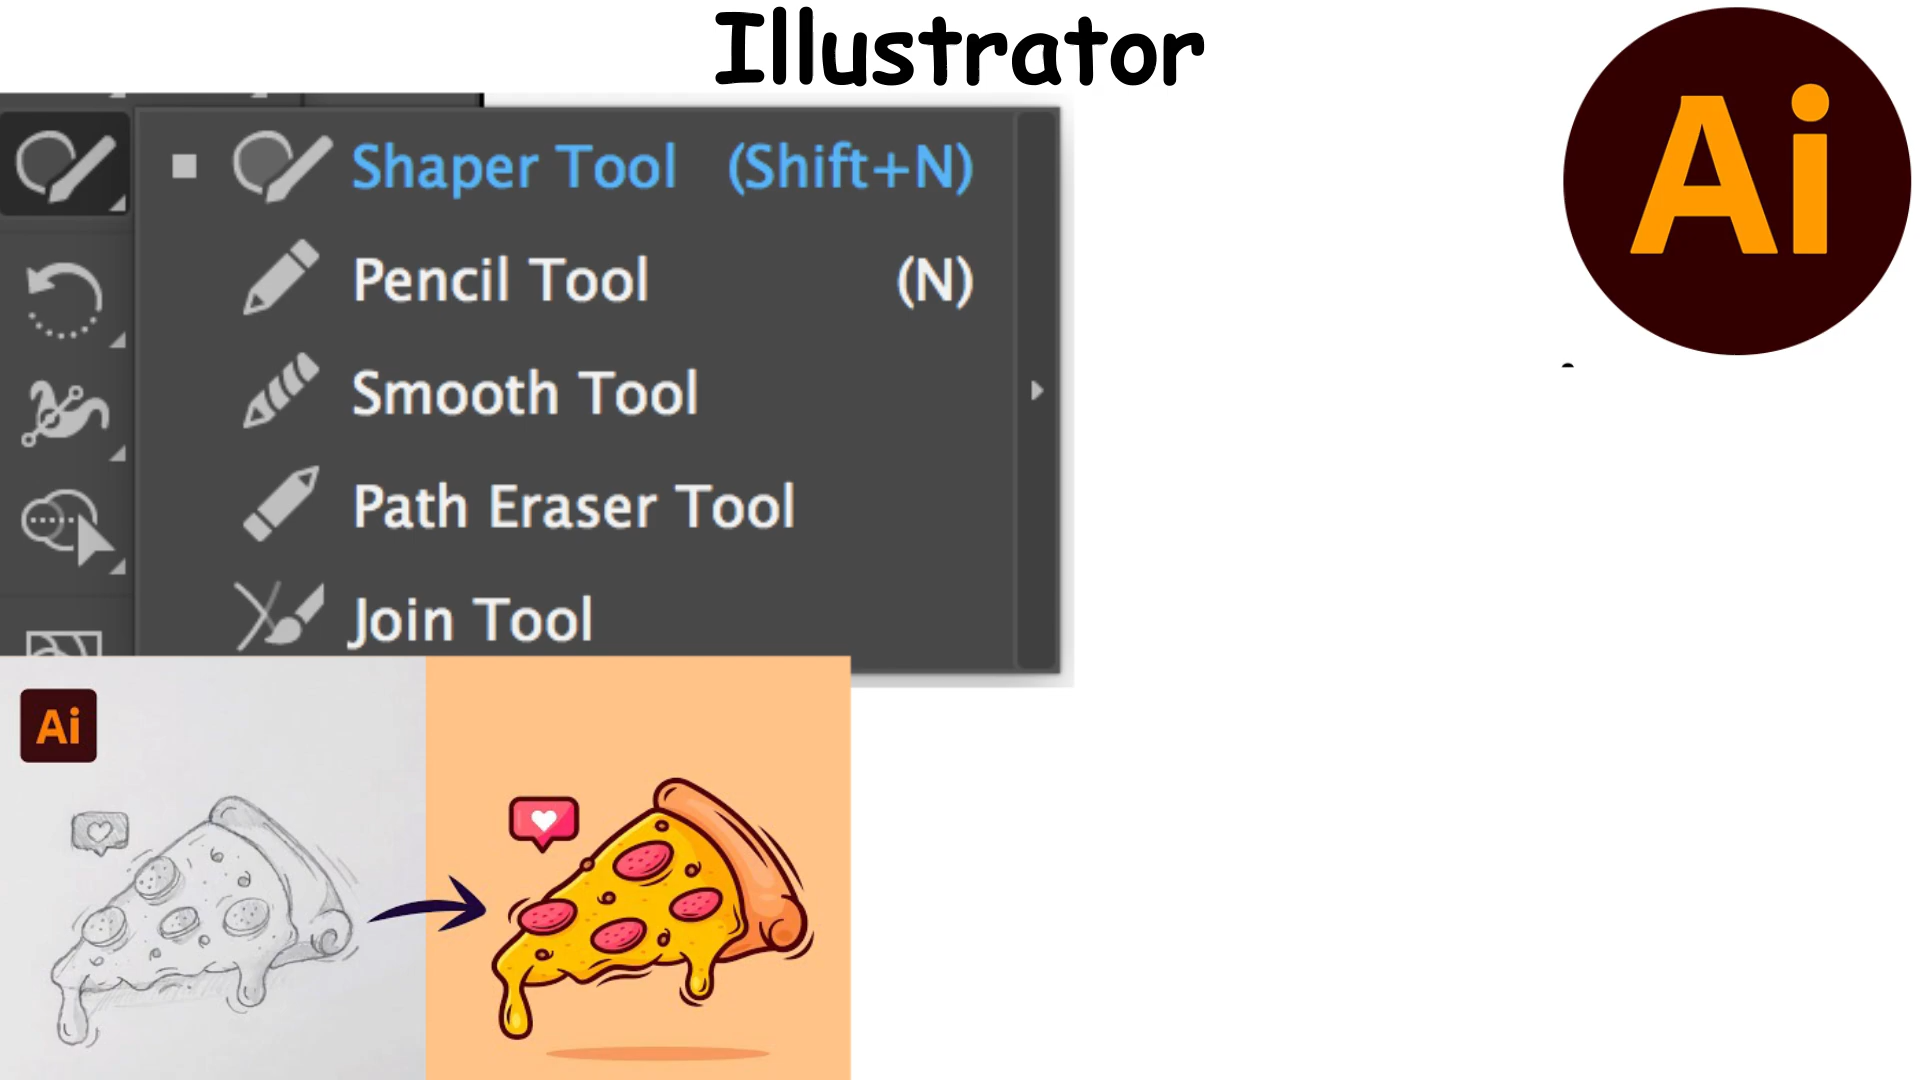 Illustrator
Ai
Shaper Tool (Shift+N)
Pencil Tool (N)
Smooth Tool
Path Eraser Tool
Join Tool
Ai